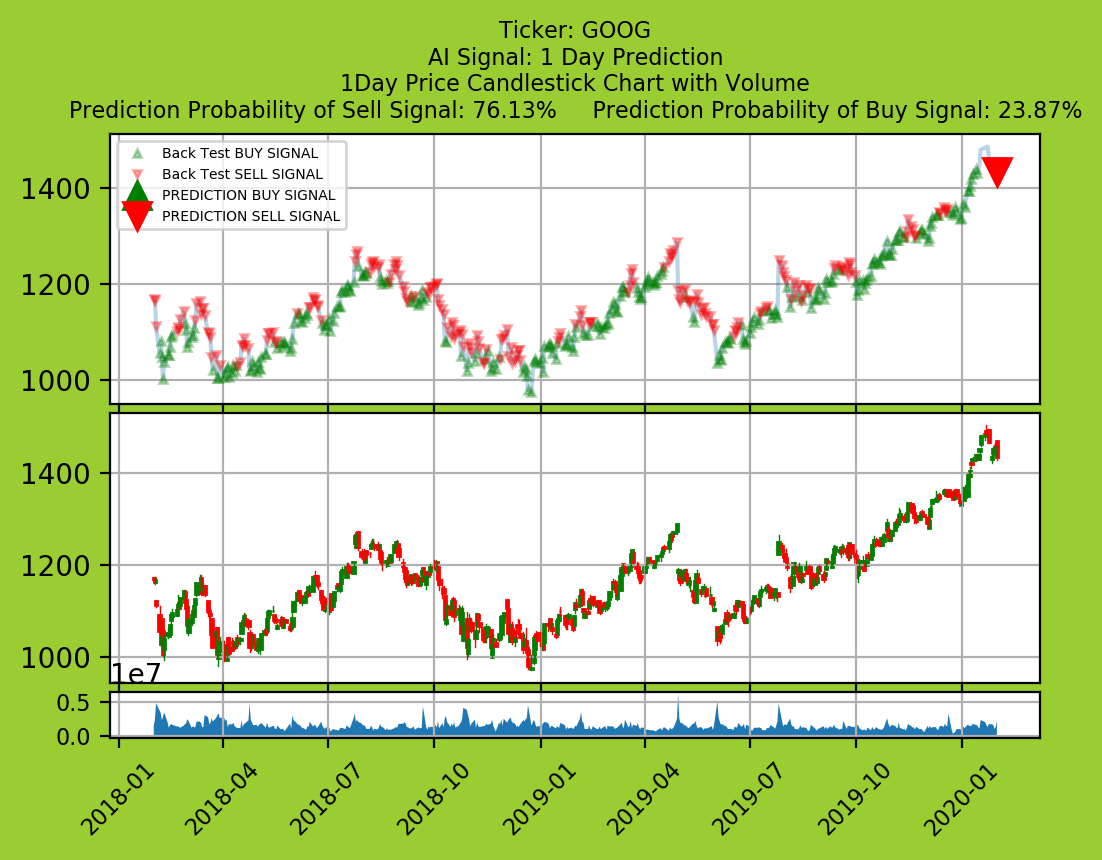 Ticker: GOOG
AI Signal: 1 Day Prediction
1Day Price Candlestick Chart with Volume
Prediction Probability of Sell Signal: 76.13%     Prediction Probability of Buy Signal: 23.87%
Back Test BUY SIGNAL
Back Test SELL SIGNAL
PREDICTION BUY SIGNAL
PREDICTION SELL SIGNAL
1400
1200
1000
1400
1200
1000
1e7
0.5
0.0
2018-01
2018-04
2018-07
2018-10
2019-01
2019-04
2019-07
2019-10
2020-01